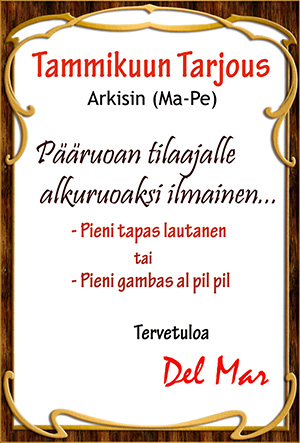 Tammikuun Tarjous
Arkisin (Ma-Pe)
Pääruoan tilaajalle
alkuruoaksi ilmainen...
- Pieni tapas lautanen
tai
- Pieni gambas al pil pil
Tervetuloa
Del Mar